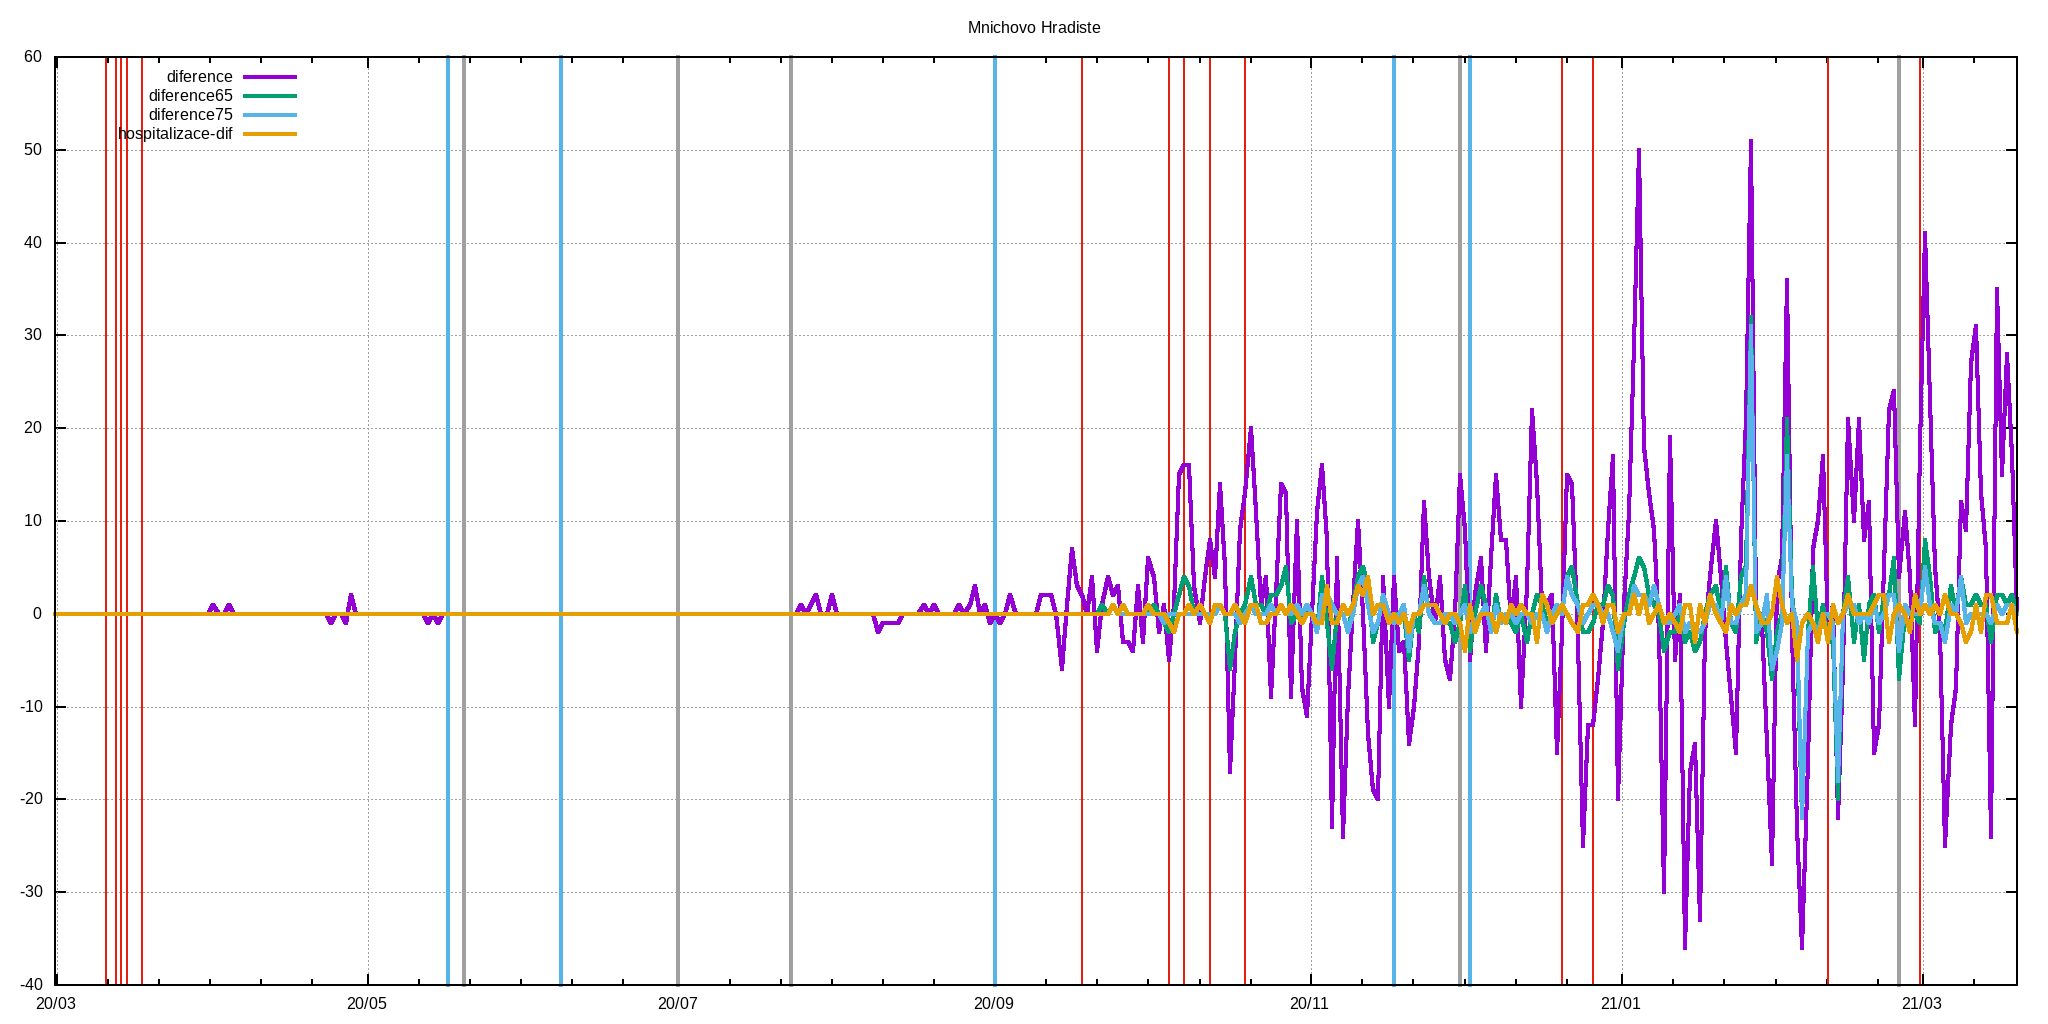 Mnichovo Hradiste
60
50
40
30
20
10
0
-10
-20
-30
-40
diference
diference65
diference75
hospitalizace-dif
20/03 20/05 20/07 20/09 20/11 21/01 21/03